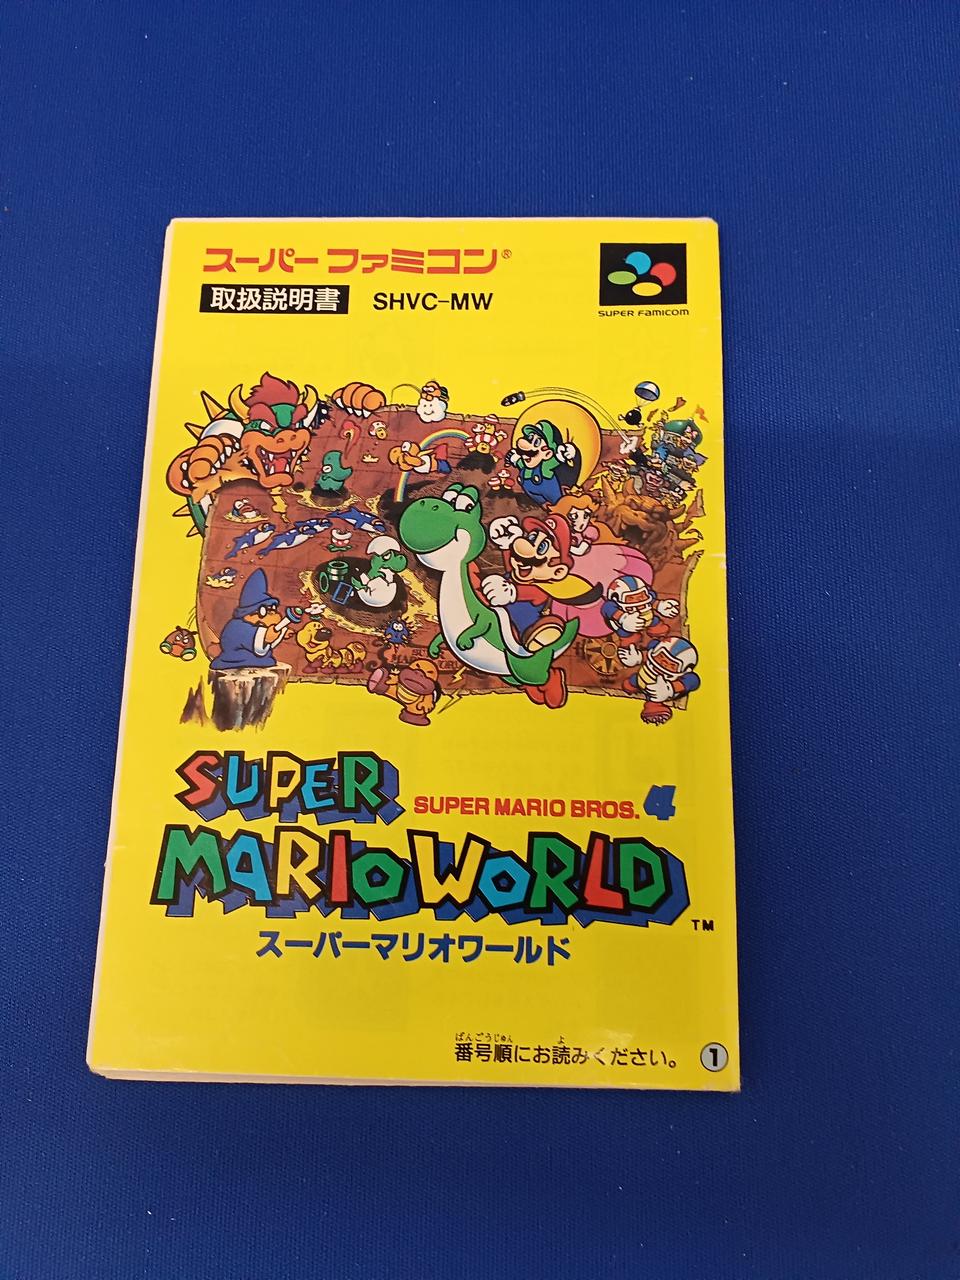 スーパーファミコン®
取扱説明書 SHVC-MW
SUPER FAMICOM
SUPER
SUPER MARIO BROS. 4
MARIO WORLD™
スーパーマリオワールド
ばんごうじゅん よ
番号順にお読みください。 1